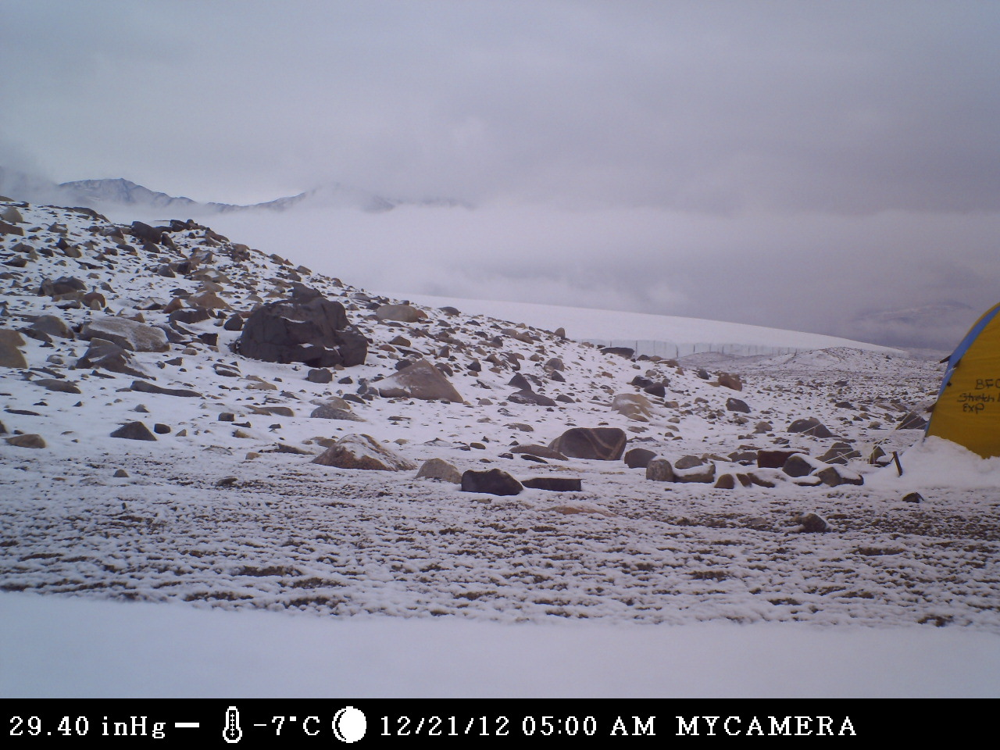 BFC
Stretch
Exp
29.40 inHg -7°C 12/21/12 05:00 AM MYCAMERA